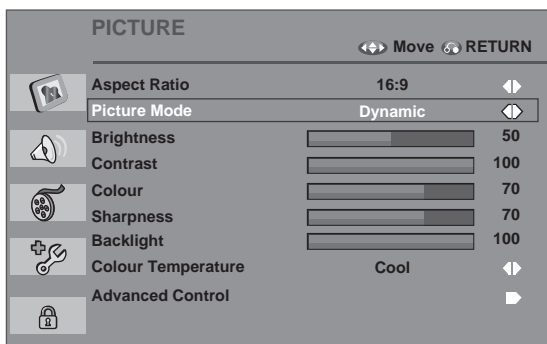 PICTURE
Move RETURN
Aspect Ratio 16:9
Picture Mode Dynamic
Brightness 50
Contrast 100
Colour 70
Sharpness 70
Backlight 100
Colour Temperature Cool
Advanced Control